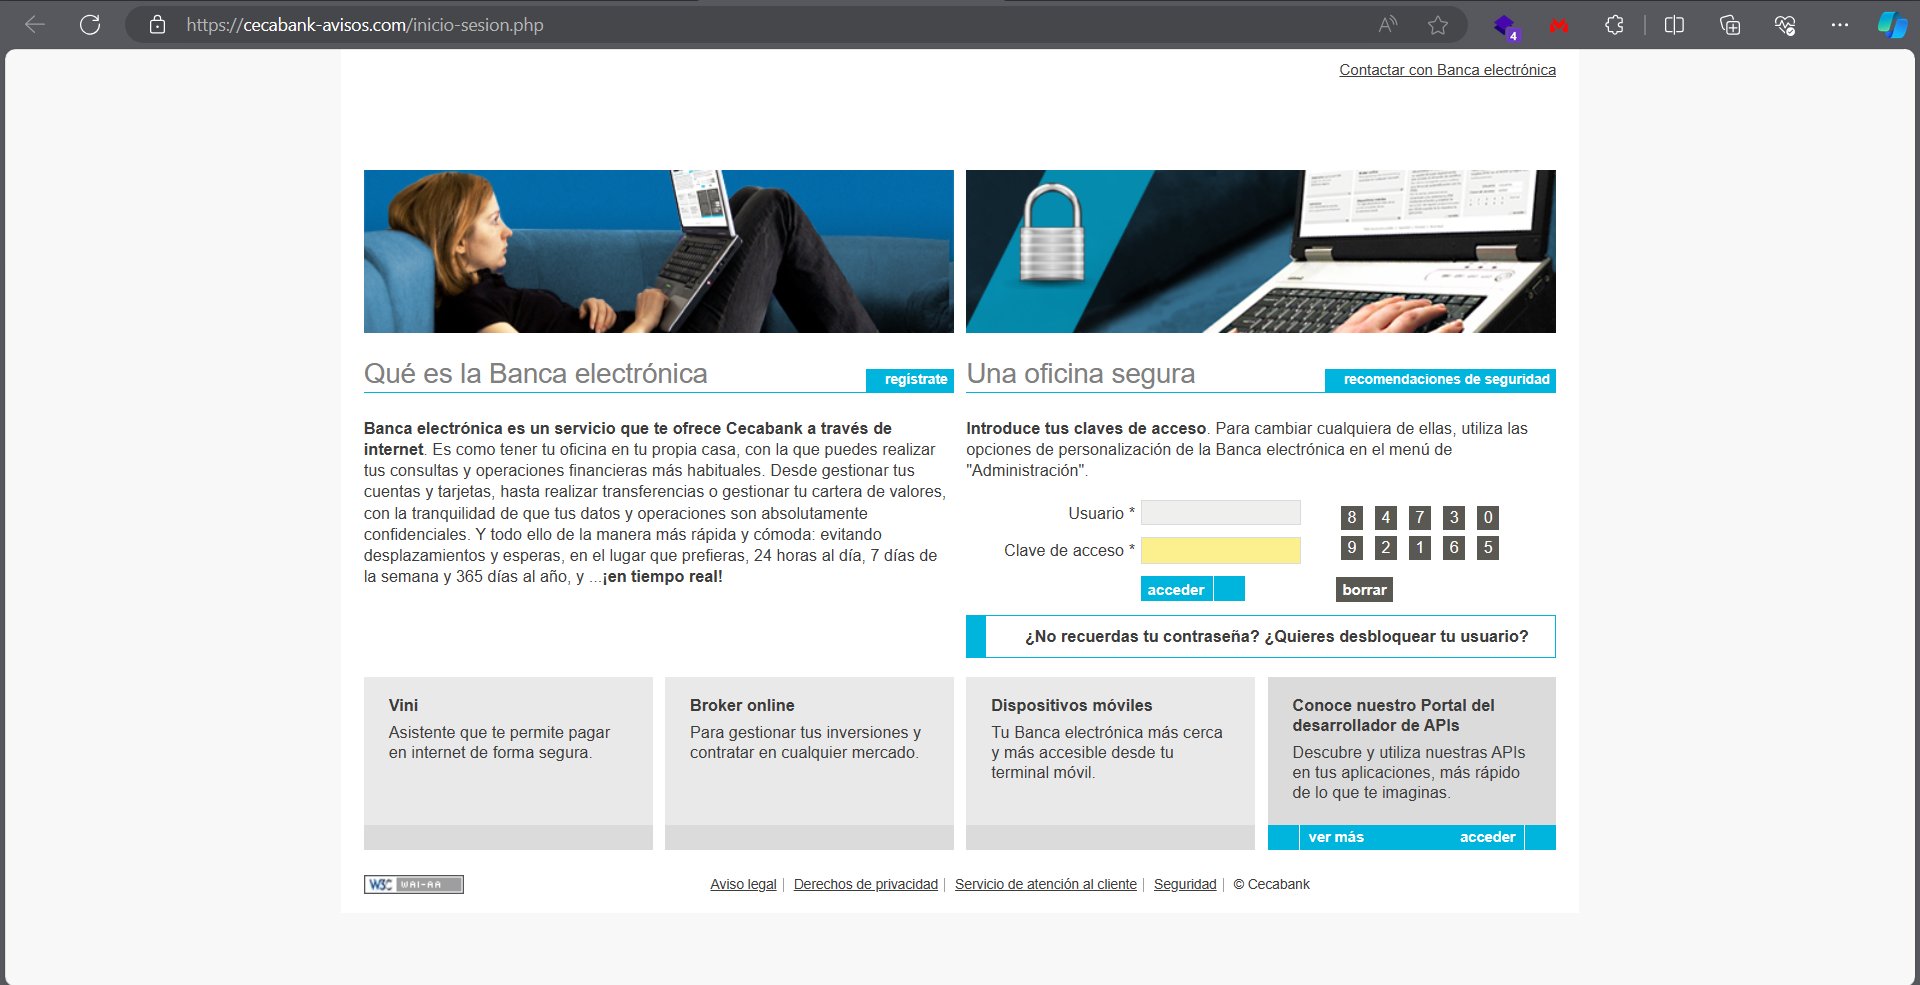 https://cecabank-avisos.com/inicio-sesion.php
4
Contactar con Banca electrónica
Qué es la Banca electrónica
regístrate
Banca electrónica es un servicio que te ofrece Cecabank a través de
internet. Es como tener tu oficina en tu propia casa, con la que puedes realizar
tus consultas y operaciones financieras más habituales. Desde gestionar tus
cuentas y tarjetas, hasta realizar transferencias o gestionar tu cartera de valores,
con la tranquilidad de que tus datos y operaciones son absolutamente
confidenciales. Y todo ello de la manera más rápida y cómoda: evitando
desplazamientos y esperas, en el lugar que prefieras, 24 horas al día, 7 días de
la semana y 365 días al año, y ...¡en tiempo real!
Una oficina segura
recomendaciones de seguridad
Introduce tus claves de acceso. Para cambiar cualquiera de ellas, utiliza las
opciones de personalización de la Banca electrónica en el menú de
"Administración".
Usuario *
Clave de acceso *
8 4 7 3 0
9 2 1 6 5
acceder
borrar
¿No recuerdas tu contraseña? ¿Quieres desbloquear tu usuario?
Vini
Asistente que te permite pagar
en internet de forma segura.
Broker online
Para gestionar tus inversiones y
contratar en cualquier mercado.
Dispositivos móviles
Tu Banca electrónica más cerca
y más accesible desde tu
terminal móvil.
Conoce nuestro Portal del
desarrollador de APIs
Descubre y utiliza nuestras APIs
en tus aplicaciones, más rápido
de lo que te imaginas.
ver más
acceder
W3C WAI-AA
Aviso legal | Derechos de privacidad | Servicio de atención al cliente | Seguridad | © Cecabank